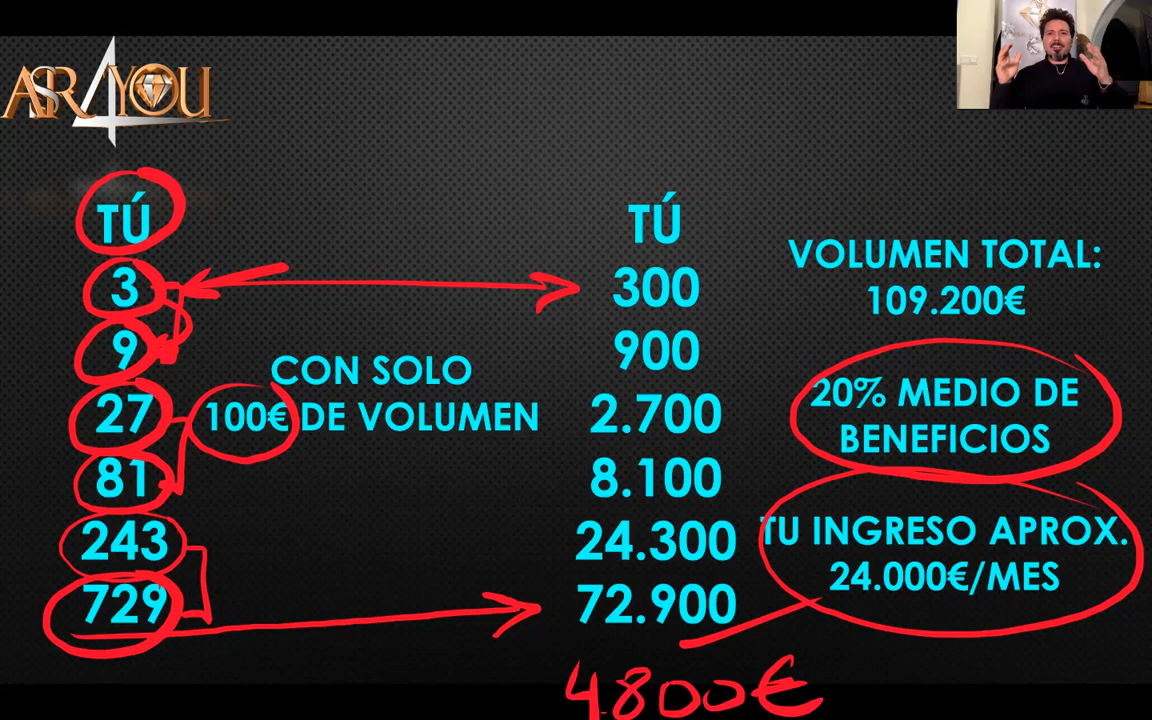 ASR4YOU
TÚ
3
9
27
81
243
729
CON SOLO
100€ DE VOLUMEN
TÚ
300
900
2.700
8.100
24.300
72.900
VOLUMEN TOTAL:
109.200€
20% MEDIO DE
BENEFICIOS
TU INGRESO APROX.
24.000€/MES
4.800€